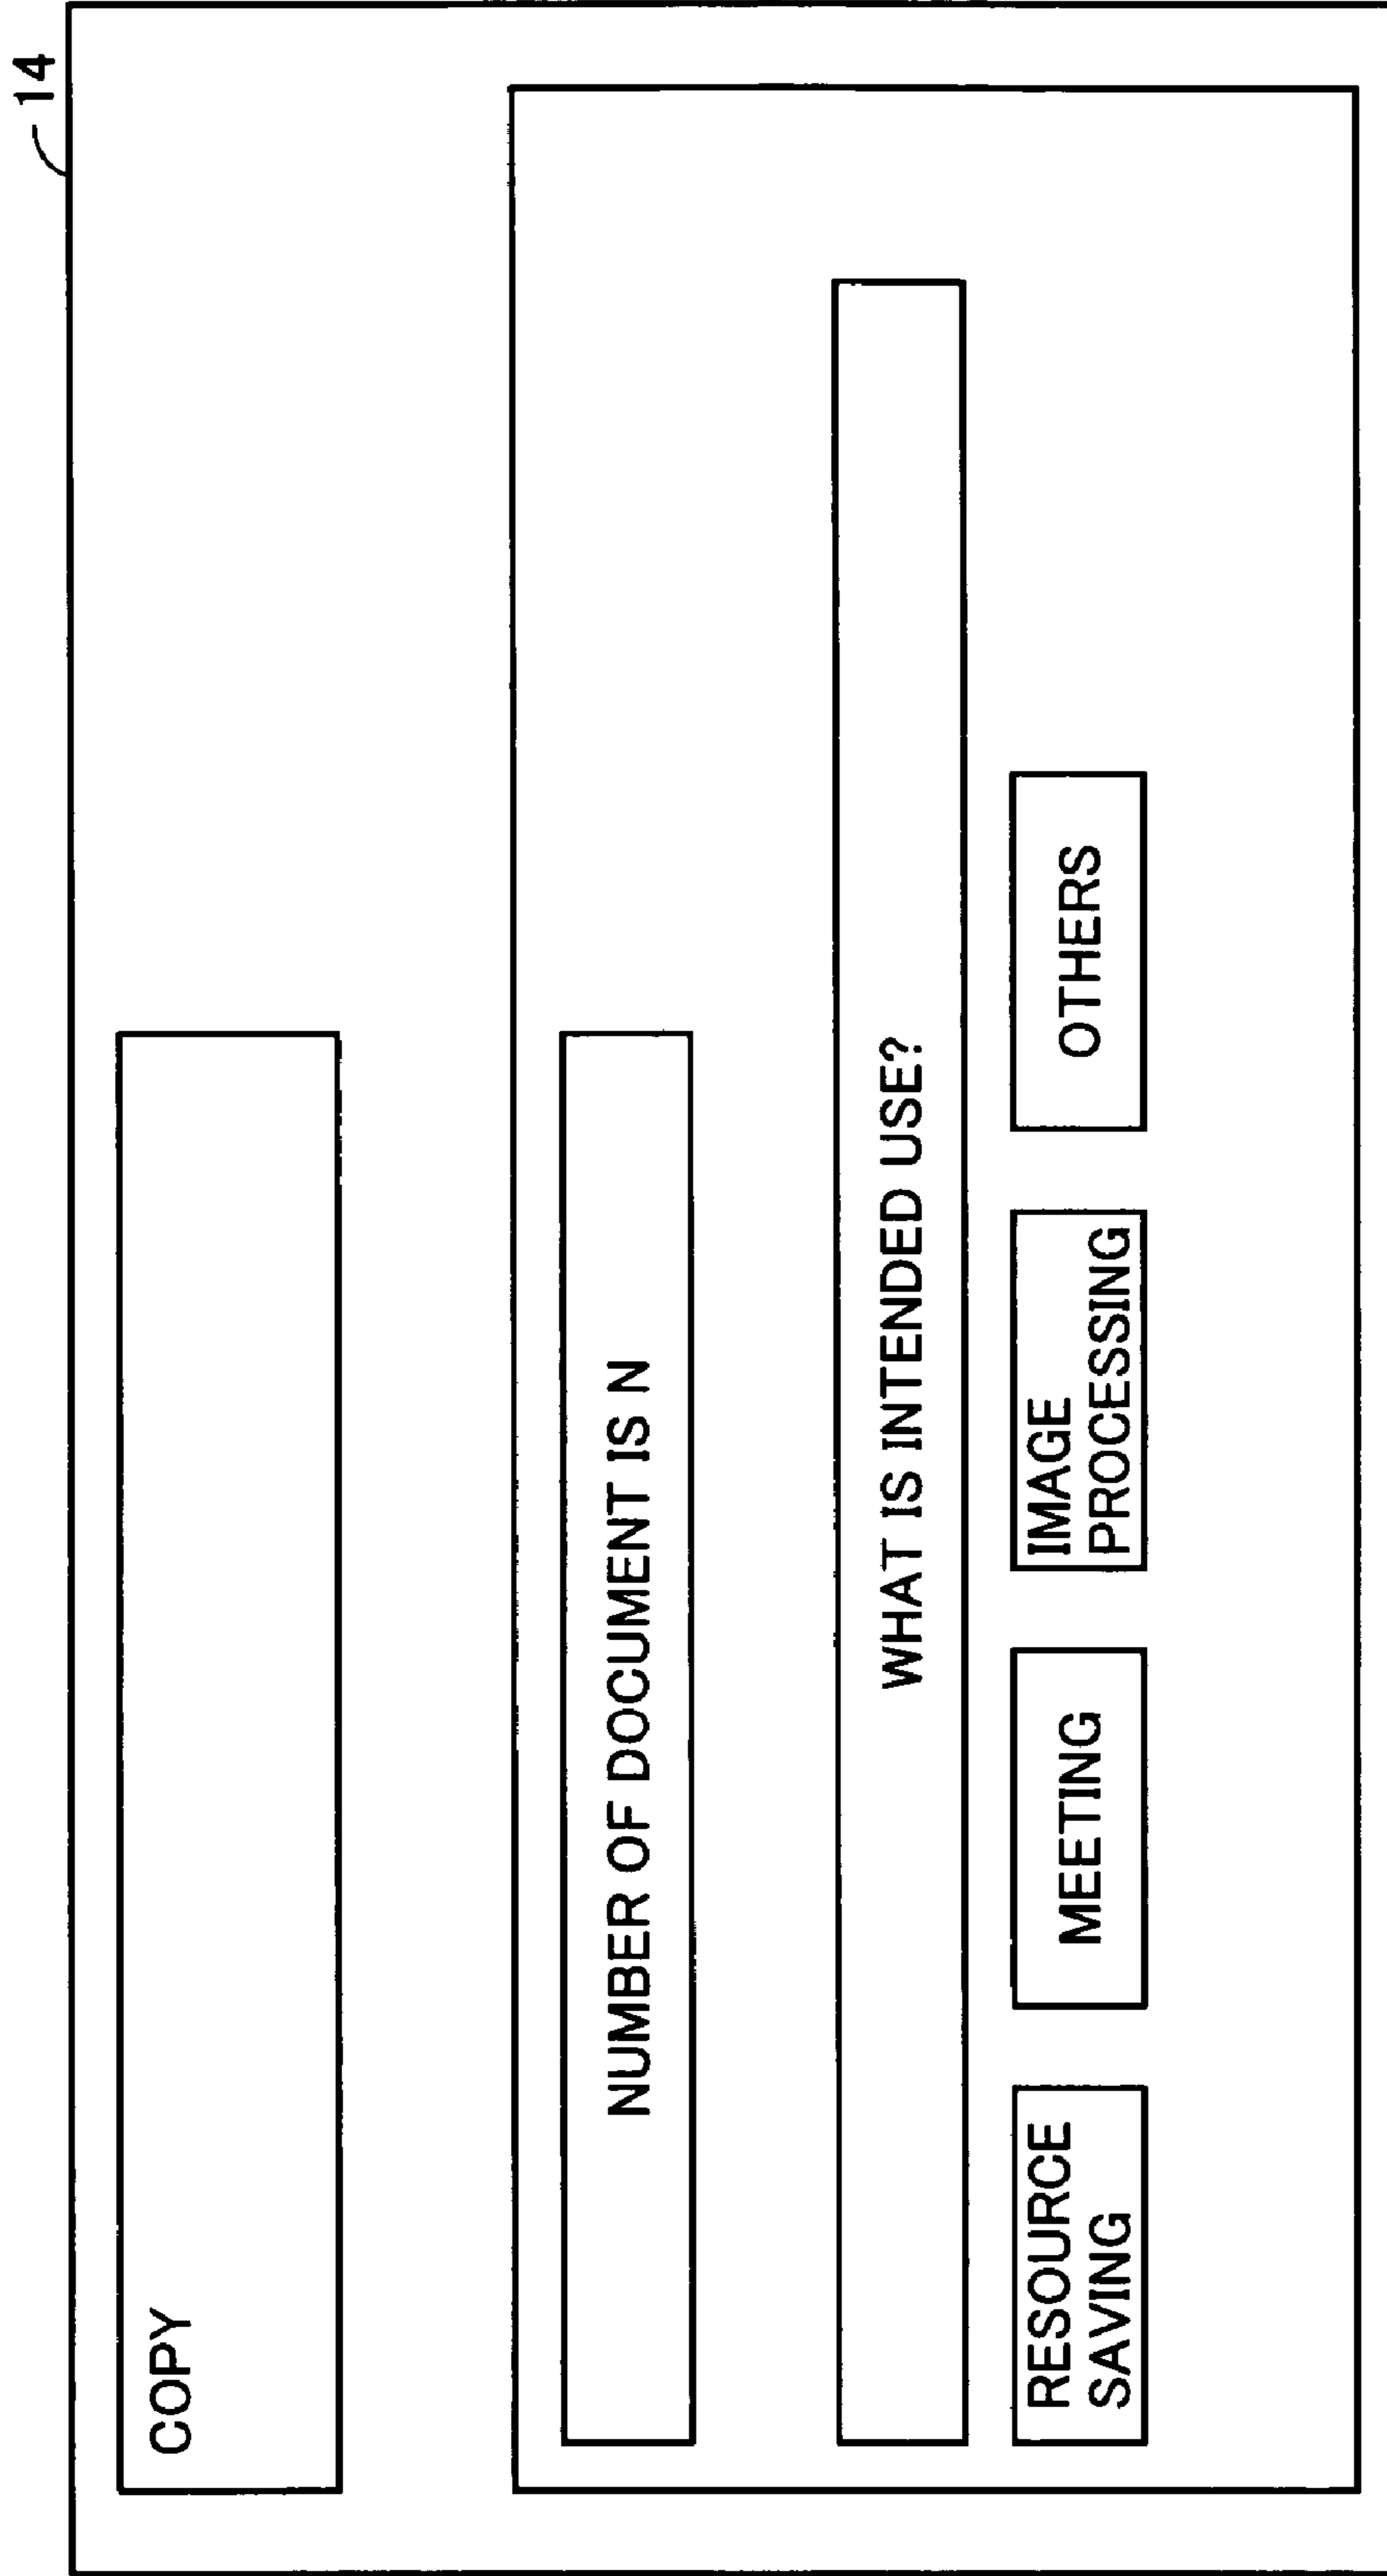 14
COPY
NUMBER OF DOCUMENT IS N
WHAT IS INTENDED USE?
RESOURCE
SAVING
MEETING
IMAGE
PROCESSING
OTHERS